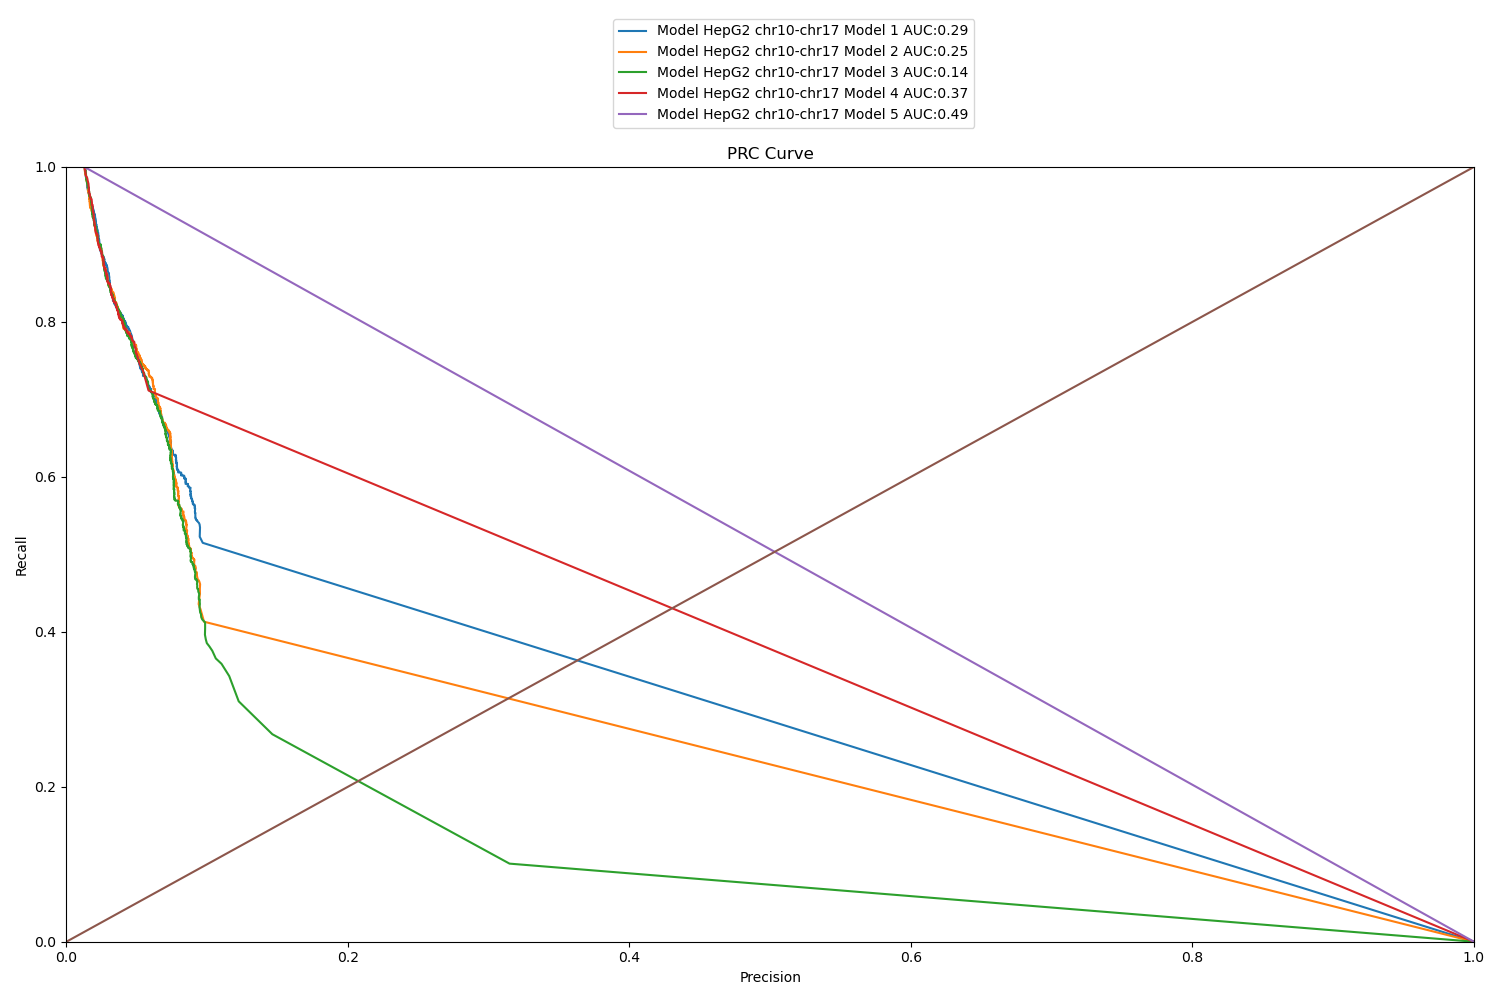 Model HepG2 chr10-chr17 Model 1 AUC:0.29
Model HepG2 chr10-chr17 Model 2 AUC:0.25
Model HepG2 chr10-chr17 Model 3 AUC:0.14
Model HepG2 chr10-chr17 Model 4 AUC:0.37
Model HepG2 chr10-chr17 Model 5 AUC:0.49
PRC Curve
1.0
0.8
0.6
0.4
0.2
0.0
Recall
0.0 0.2 0.4 0.6 0.8 1.0
Precision